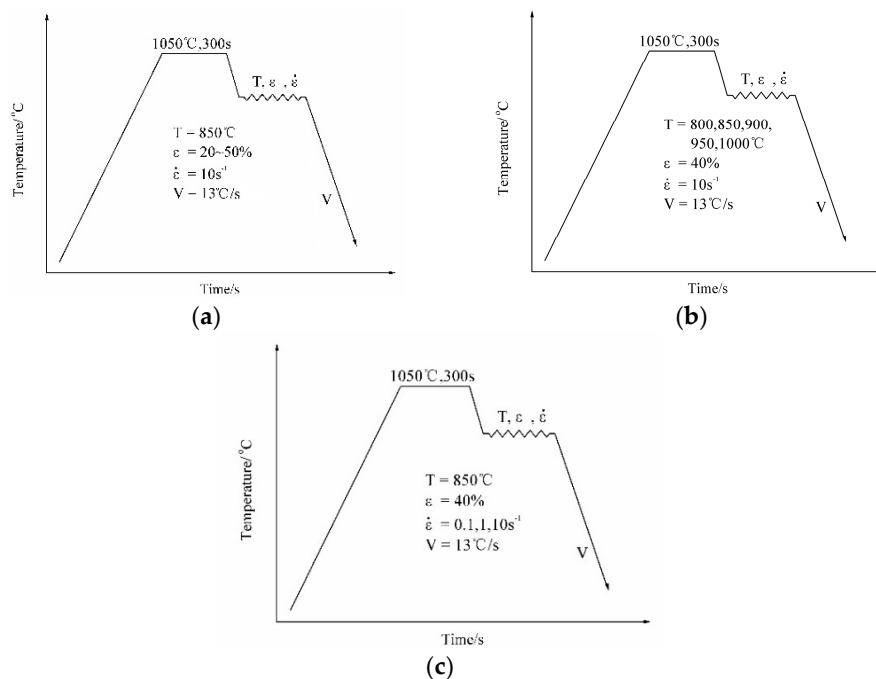 1050℃,300s
T, ε , ε̇
T = 850℃
ε = 20~50%
ε̇ = 10s⁻¹
V = 13℃/s
V
Temperature/°C
Time/s
(a)
1050℃,300s
T, ε , ε̇
T = 800,850,900,
950,1000℃
ε = 40%
ε̇ = 10s⁻¹
V = 13℃/s
V
Temperature/°C
Time/s
(b)
1050℃,300s
T, ε , ε̇
T = 850℃
ε = 40%
ε̇ = 0.1,1,10s⁻¹
V = 13℃/s
V
Temperature/°C
Time/s
(c)